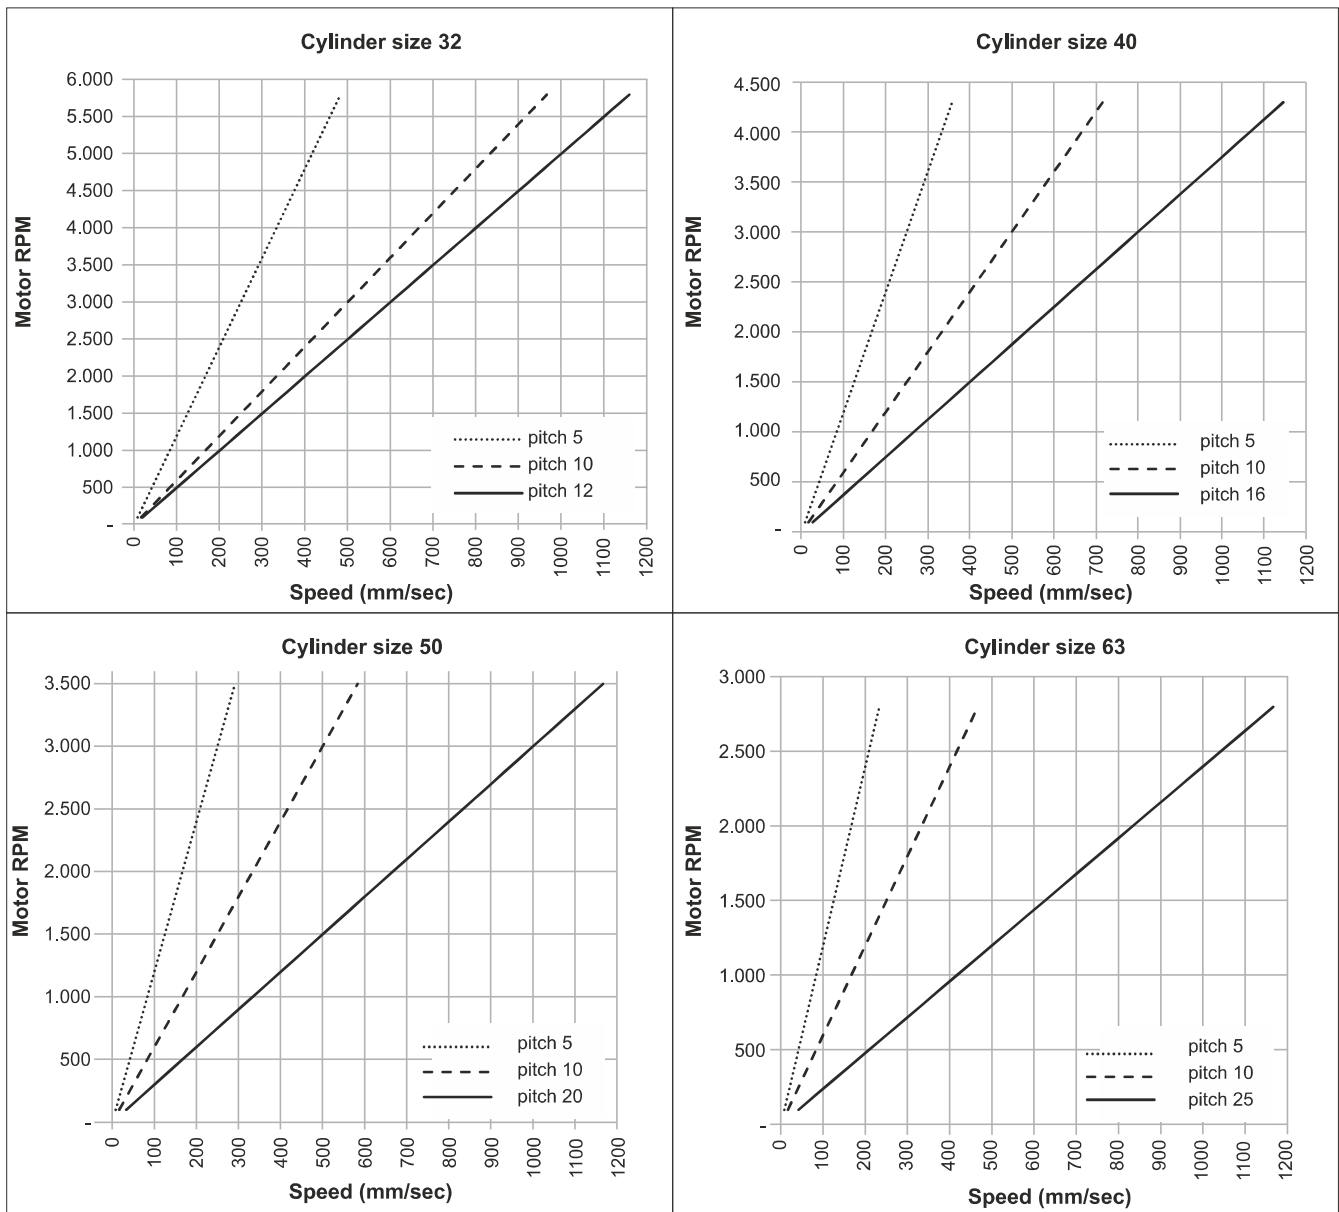 Cylinder size 32
6.000
5.500
5.000
4.500
4.000
3.500
3.000
2.500
2.000
1.500
1.000
500
-
Motor RPM
pitch 5
pitch 10
pitch 12
0 100 200 300 400 500 600 700 800 900 1000 1100 1200
Speed (mm/sec)
Cylinder size 40
4.500
4.000
3.500
3.000
2.500
2.000
1.500
1.000
500
-
Motor RPM
pitch 5
pitch 10
pitch 16
0 100 200 300 400 500 600 700 800 900 1000 1100 1200
Speed (mm/sec)
Cylinder size 50
3.500
3.000
2.500
2.000
1.500
1.000
500
-
Motor RPM
pitch 5
pitch 10
pitch 20
0 100 200 300 400 500 600 700 800 900 1000 1100 1200
Speed (mm/sec)
Cylinder size 63
3.000
2.500
2.000
1.500
1.000
500
-
Motor RPM
pitch 5
pitch 10
pitch 25
0 100 200 300 400 500 600 700 800 900 1000 1100 1200
Speed (mm/sec)